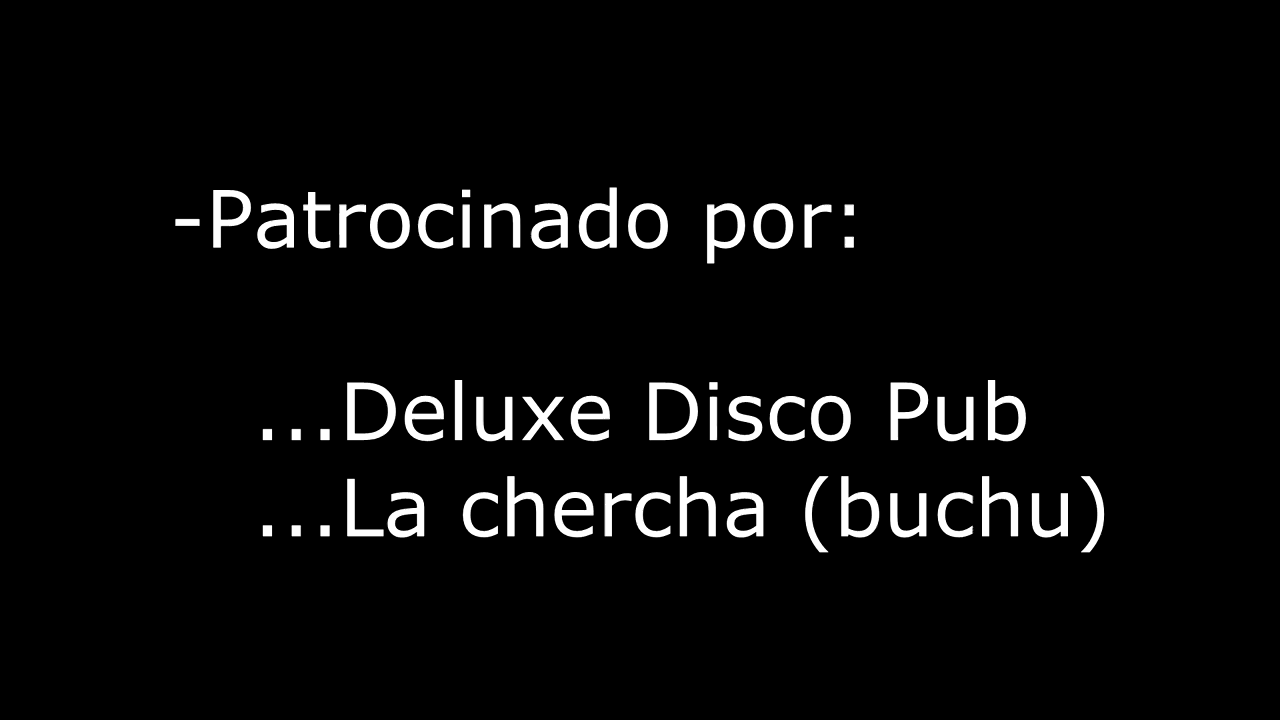 -Patrocinado por:
...Deluxe Disco Pub
...La chercha (buchu)